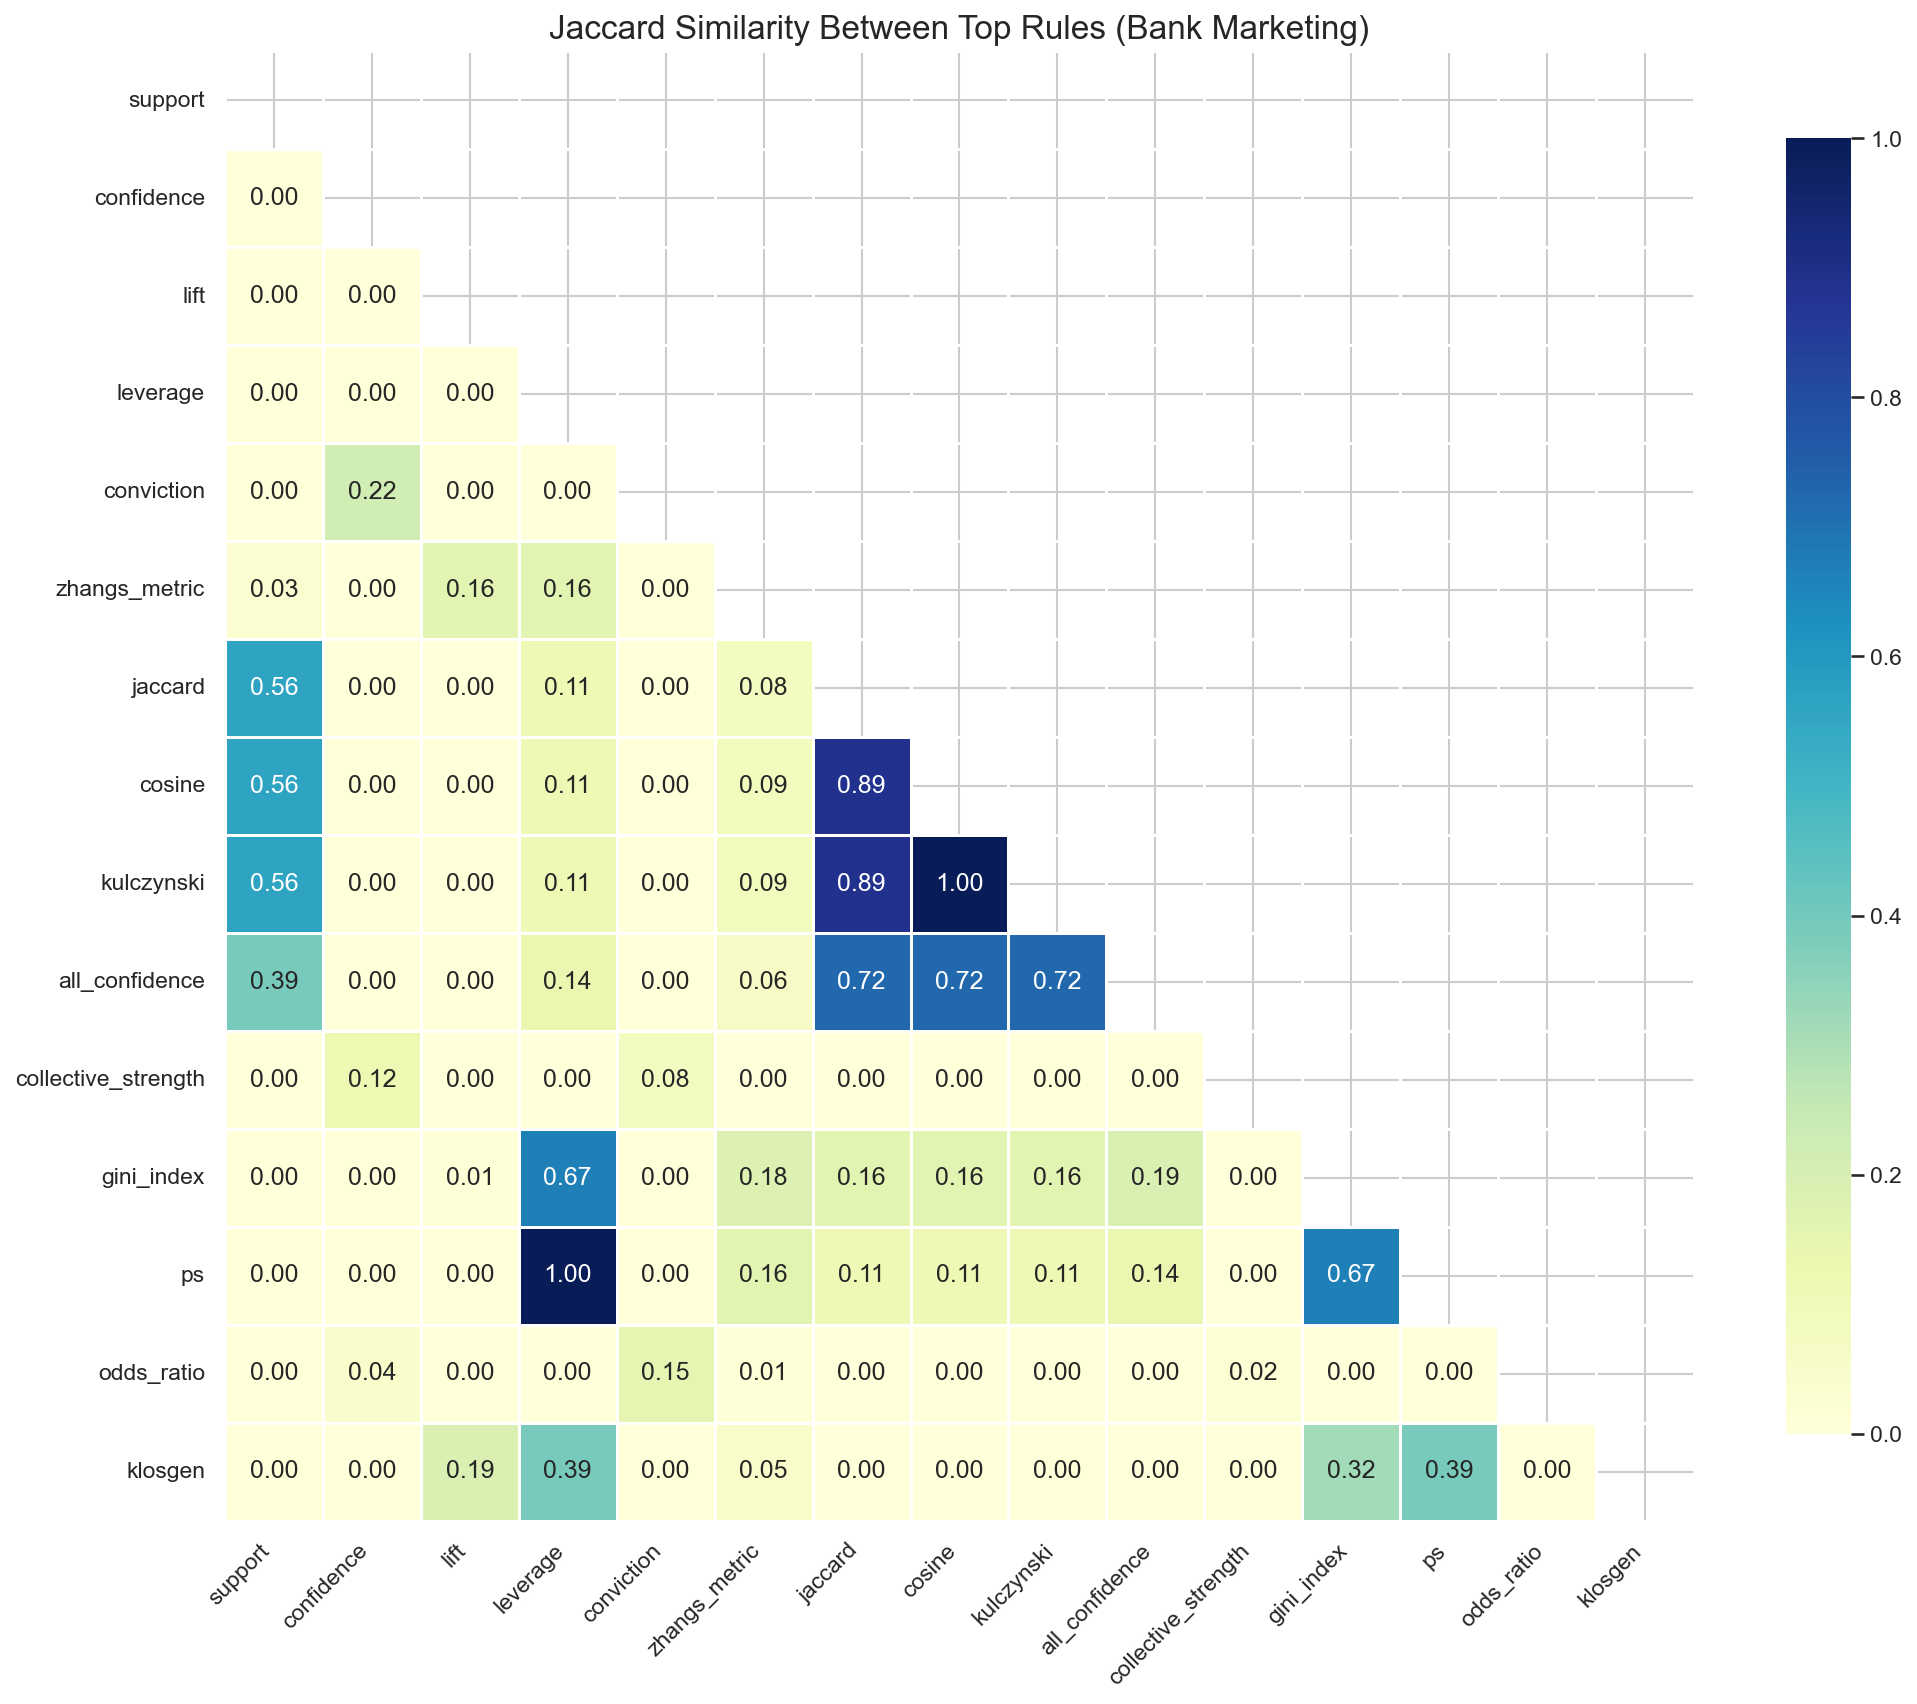 Jaccard Similarity Between Top Rules (Bank Marketing)
support
confidence 0.00
lift 0.00 0.00
leverage 0.00 0.00 0.00
conviction 0.00 0.22 0.00 0.00
zhangs_metric 0.03 0.00 0.16 0.16 0.00
jaccard 0.56 0.00 0.00 0.11 0.00 0.08
cosine 0.56 0.00 0.00 0.11 0.00 0.09 0.89
kulczynski 0.56 0.00 0.00 0.11 0.00 0.09 0.89 1.00
all_confidence 0.39 0.00 0.00 0.14 0.00 0.06 0.72 0.72 0.72
collective_strength 0.00 0.12 0.00 0.00 0.08 0.00 0.00 0.00 0.00 0.00
gini_index 0.00 0.00 0.01 0.67 0.00 0.18 0.16 0.16 0.16 0.19 0.00
ps 0.00 0.00 0.00 1.00 0.00 0.16 0.11 0.11 0.11 0.14 0.00 0.67
odds_ratio 0.00 0.04 0.00 0.00 0.15 0.01 0.00 0.00 0.00 0.00 0.02 0.00 0.00
klosgen 0.00 0.00 0.19 0.39 0.00 0.05 0.00 0.00 0.00 0.00 0.00 0.32 0.39 0.00
support confidence lift leverage conviction zhangs_metric jaccard cosine kulczynski all_confidence collective_strength gini_index ps odds_ratio klosgen
1.0
0.8
0.6
0.4
0.2
0.0